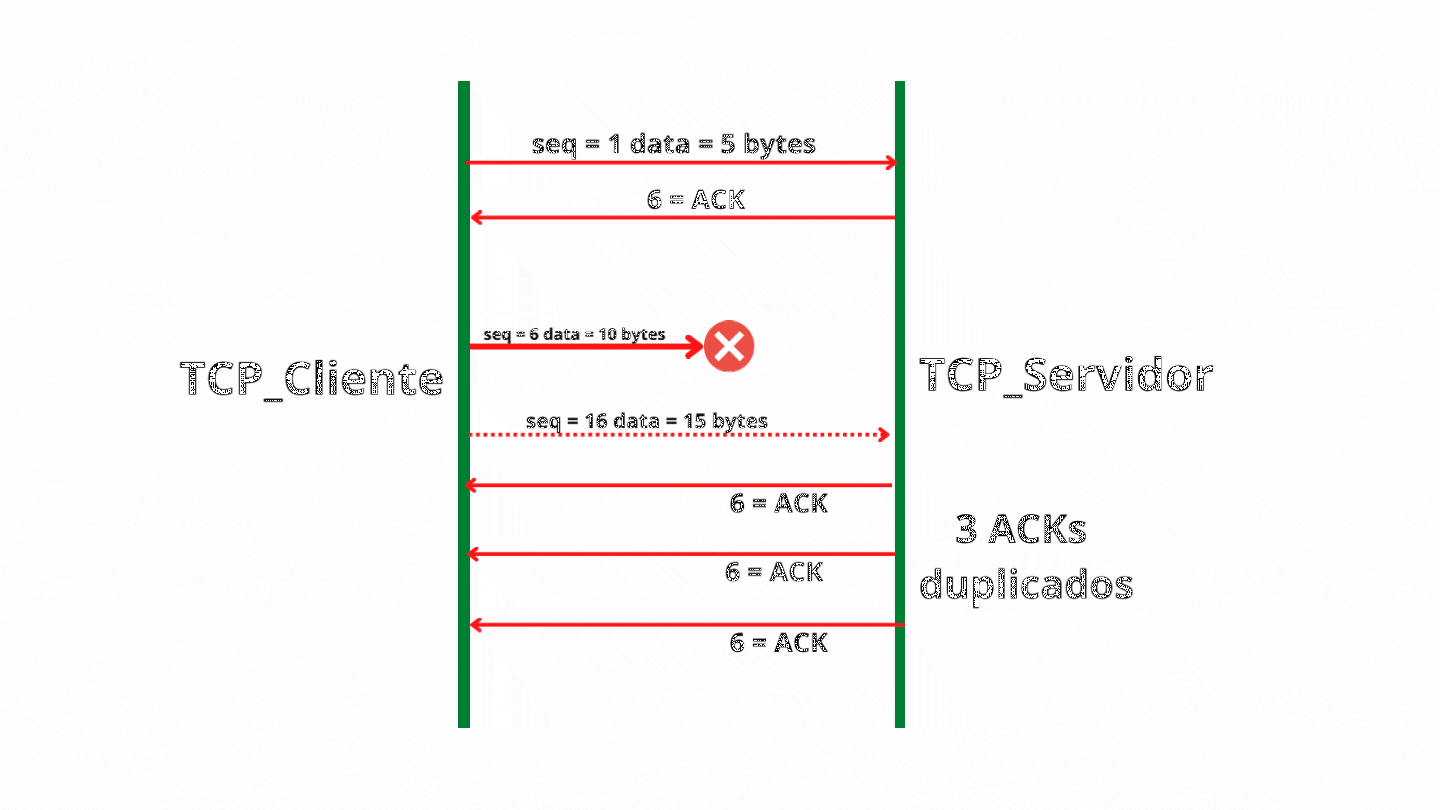 seq = 1 data = 5 bytes
6 = ACK
seq = 6 data = 10 bytes
TCP_Cliente
TCP_Servidor
seq = 16 data = 15 bytes
6 = ACK
3 ACKs
duplicados
6 = ACK
6 = ACK